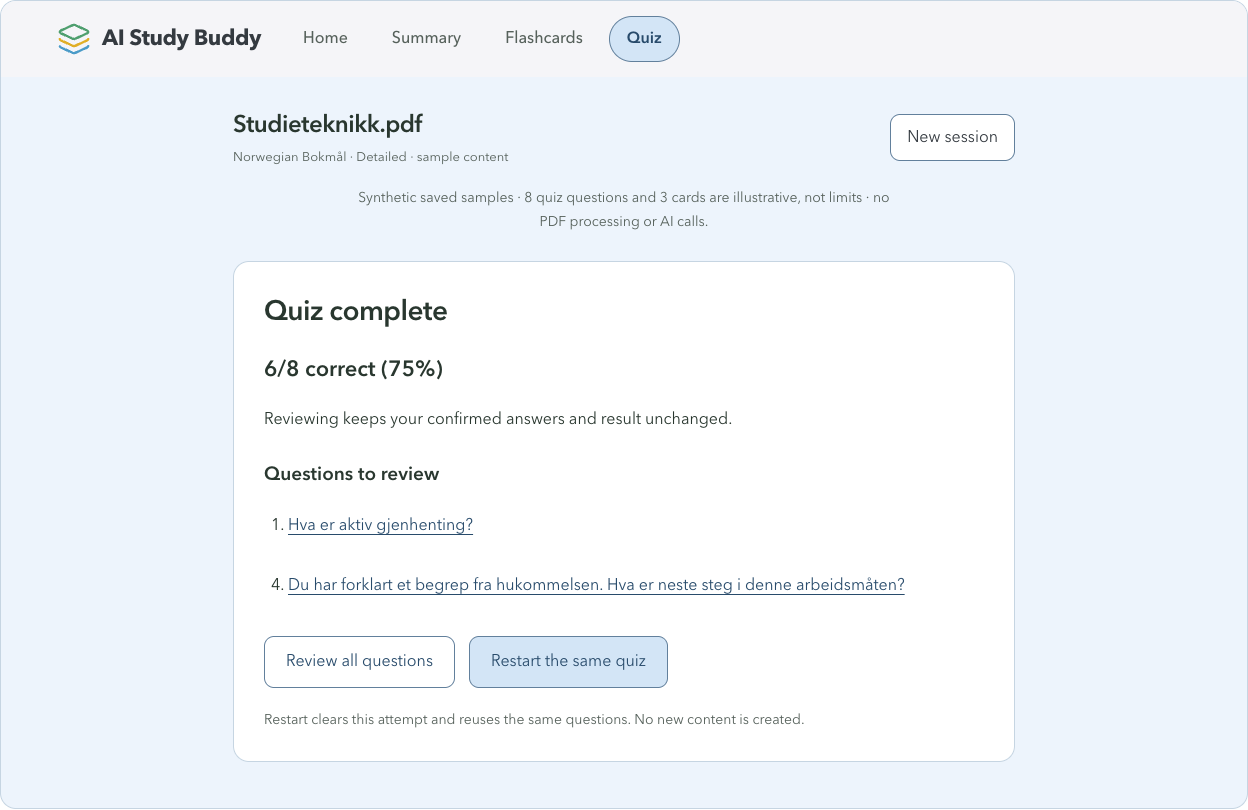 AI Study Buddy
Home
Summary
Flashcards
Quiz
Studieteknikk.pdf
New session
Norwegian Bokmål · Detailed · sample content
Synthetic saved samples · 8 quiz questions and 3 cards are illustrative, not limits · no
PDF processing or AI calls.
Quiz complete
6/8 correct (75%)
Reviewing keeps your confirmed answers and result unchanged.
Questions to review
1. Hva er aktiv gjenhenting?
4. Du har forklart et begrep fra hukommelsen. Hva er neste steg i denne arbeidsmåten?
Review all questions
Restart the same quiz
Restart clears this attempt and reuses the same questions. No new content is created.